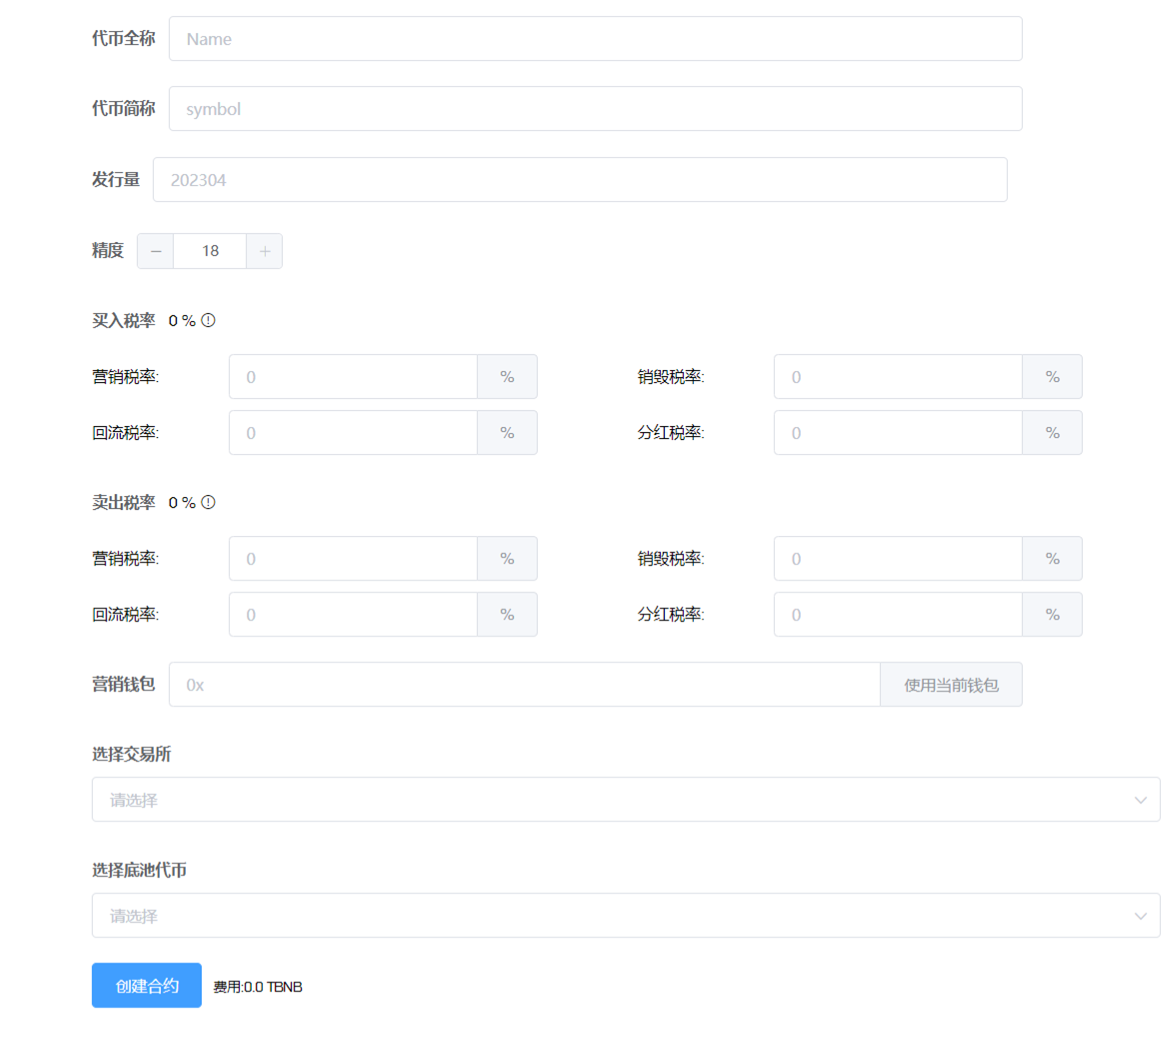 代币全称 Name
代币简称 symbol
发行量 202304
精度 − 18 +
买入税率 0 %
营销税率: 0 % 销毁税率: 0 %
回流税率: 0 % 分红税率: 0 %
卖出税率 0 %
营销税率: 0 % 销毁税率: 0 %
回流税率: 0 % 分红税率: 0 %
营销钱包 0x 使用当前钱包
选择交易所
请选择
选择底池代币
请选择
创建合约 费用:0.0 TBNB